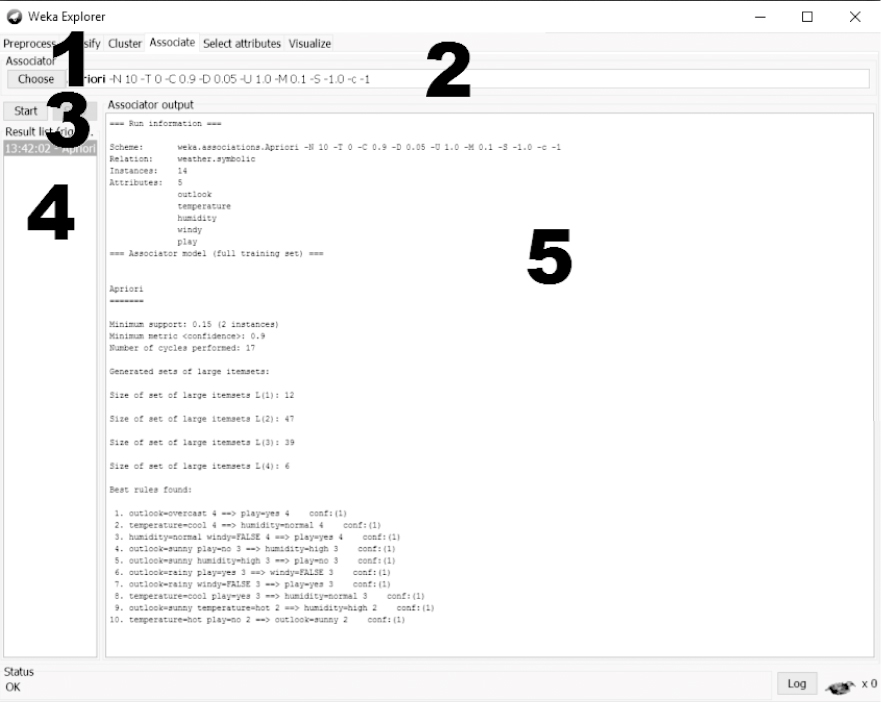 Weka Explorer
Preprocess Cluster Associate Select attributes Visualize
1
2
Associator
Choose -N 10 -T 0 -C 0.9 -D 0.05 -U 1.0 -M 0.1 -S -1.0 -c -1
3
Start
Associator output
Result list
13:42:02 - Apriori
4
5
=== Run information ===
Scheme: weka.associations.Apriori -N 10 -T 0 -C 0.9 -D 0.05 -U 1.0 -M 0.1 -S -1.0 -c -1
Relation: weather.symbolic
Instances: 14
Attributes: 5
outlook
temperature
humidity
windy
play
=== Associator model (full training set) ===
Apriori
=======
Minimum support: 0.15 (2 instances)
Minimum metric <confidence>: 0.9
Number of cycles performed: 17
Generated sets of large itemsets:
Size of set of large itemsets L(1): 12
Size of set of large itemsets L(2): 47
Size of set of large itemsets L(3): 39
Size of set of large itemsets L(4): 6
Best rules found:
1. outlook=overcast 4 ==> play=yes 4 conf:(1)
2. temperature=cool 4 ==> humidity=normal 4 conf:(1)
3. humidity=normal windy=FALSE 4 ==> play=yes 4 conf:(1)
4. outlook=sunny play=no 3 ==> humidity=high 3 conf:(1)
5. outlook=sunny humidity=high 3 ==> play=no 3 conf:(1)
6. outlook=rainy play=yes 3 ==> windy=FALSE 3 conf:(1)
7. outlook=rainy windy=FALSE 3 ==> play=yes 3 conf:(1)
8. temperature=cool play=yes 3 ==> humidity=normal 3 conf:(1)
9. outlook=sunny temperature=hot 2 ==> humidity=high 2 conf:(1)
10. temperature=hot play=no 2 ==> outlook=sunny 2 conf:(1)
Status
OK
Log
x 0